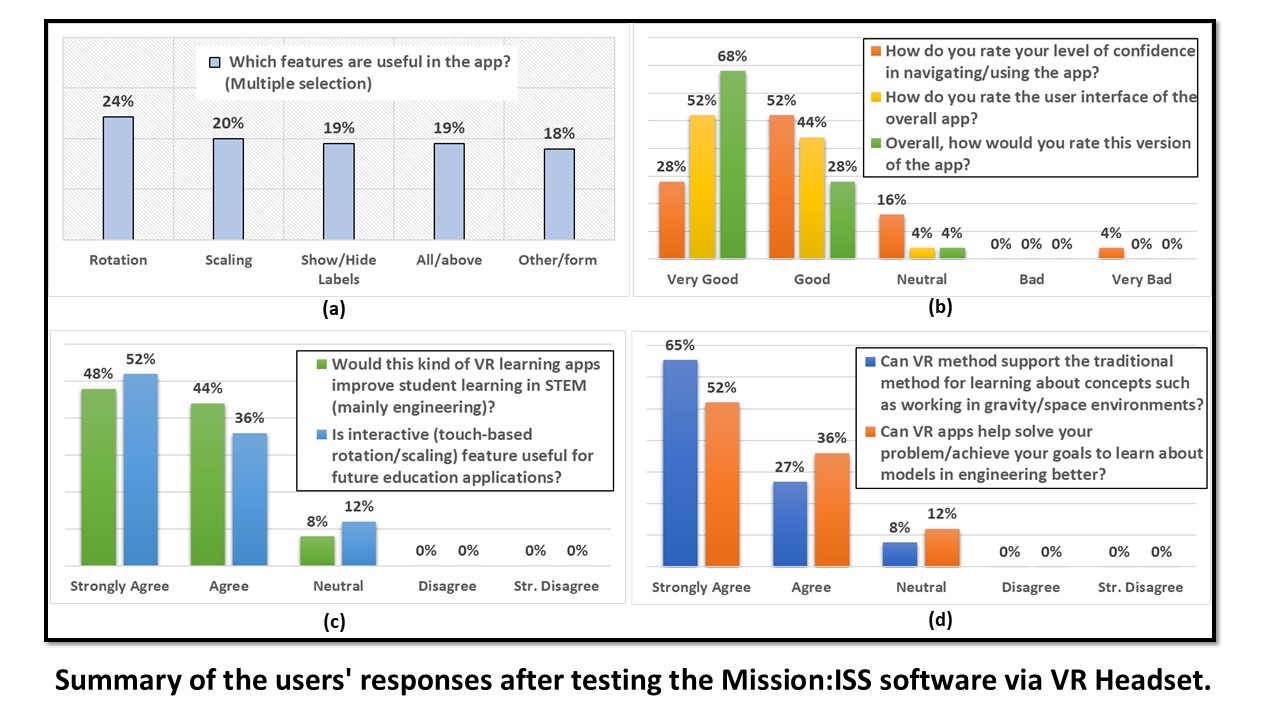 Which features are useful in the app?
(Multiple selection)
24%
20%
19%
19%
18%
Rotation
Scaling
Show/Hide
Labels
All/above
Other/form
(a)
How do you rate your level of confidence
in navigating/using the app?
How do you rate the user interface of the
overall app?
Overall, how would you rate this version
of the app?
28%
52%
68%
52%
44%
28%
16%
4%
4%
0%
0%
0%
4%
0%
0%
Very Good
Good
Neutral
Bad
Very Bad
(b)
Would this kind of VR learning apps
improve student learning in STEM
(mainly engineering)?
Is interactive (touch-based
rotation/scaling) feature useful for
future education applications?
48%
52%
44%
36%
8%
12%
0%
0%
0%
0%
Strongly Agree
Agree
Neutral
Disagree
Str. Disagree
(c)
Can VR method support the traditional
method for learning about concepts such
as working in gravity/space environments?
Can VR apps help solve your
problem/achieve your goals to learn about
models in engineering better?
65%
52%
27%
36%
8%
12%
0%
0%
0%
0%
Strongly Agree
Agree
Neutral
Disagree
Str. Disagree
(d)
Summary of the users' responses after testing the Mission:ISS software via VR Headset.